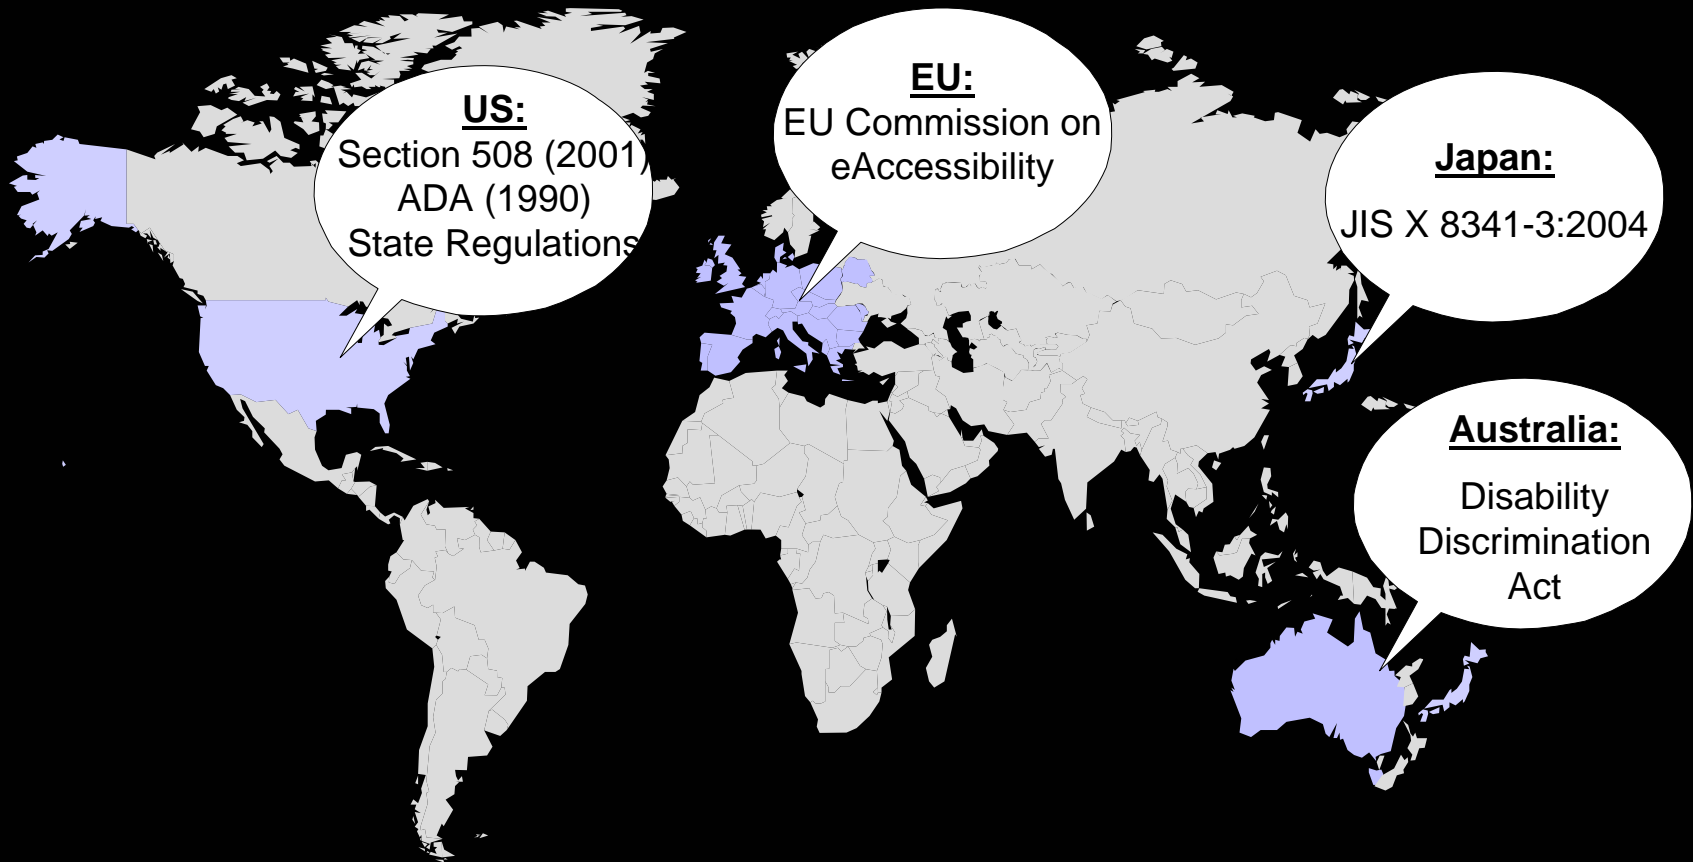 US:
Section 508 (2001)
ADA (1990)
State Regulations
EU:
EU Commission on
eAccessibility
Japan:
JIS X 8341-3:2004
Australia:
Disability
Discrimination
Act